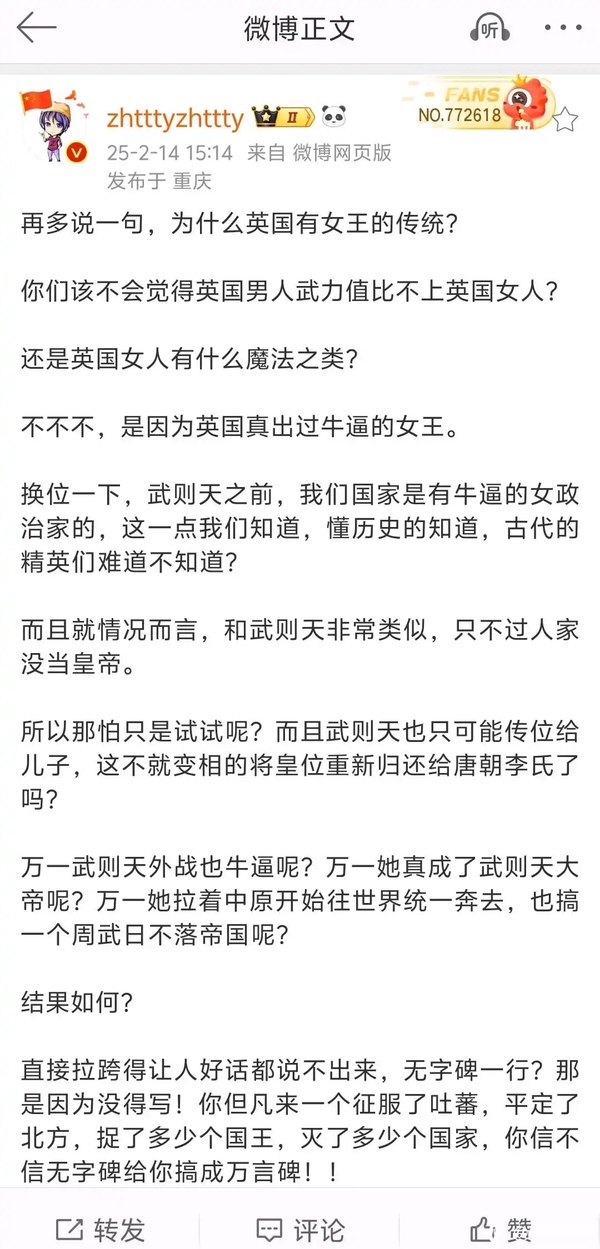 微博正文
听
zhtttyzhttty
II
FANS
NO.772618
25-2-14 15:14 来自 微博网页版
发布于 重庆
再多说一句，为什么英国有女王的传统？
你们该不会觉得英国男人武力值比不上英国女人？
还是英国女人有什么魔法之类？
不不不，是因为英国真出过牛逼的女王。
换位一下，武则天之前，我们国家是有牛逼的女政
治家的，这一点我们知道，懂历史的知道，古代的
精英们难道不知道？
而且就情况而言，和武则天非常类似，只不过人家
没当皇帝。
所以那怕只是试试呢？而且武则天也只可能传位给
儿子，这不就变相的将皇位重新归还给唐朝李氏了
吗？
万一武则天外战也牛逼呢？万一她真成了武则天大
帝呢？万一她拉着中原开始往世界统一奔去，也搞
一个周武日不落帝国呢？
结果如何？
直接拉跨得让人好话都说不出来，无字碑一行？那
是因为没得写！你但凡来一个征服了吐蕃，平定了
北方，捉了多少个国王，灭了多少个国家，你信不
信无字碑给你搞成万言碑！！
转发
评论
赞